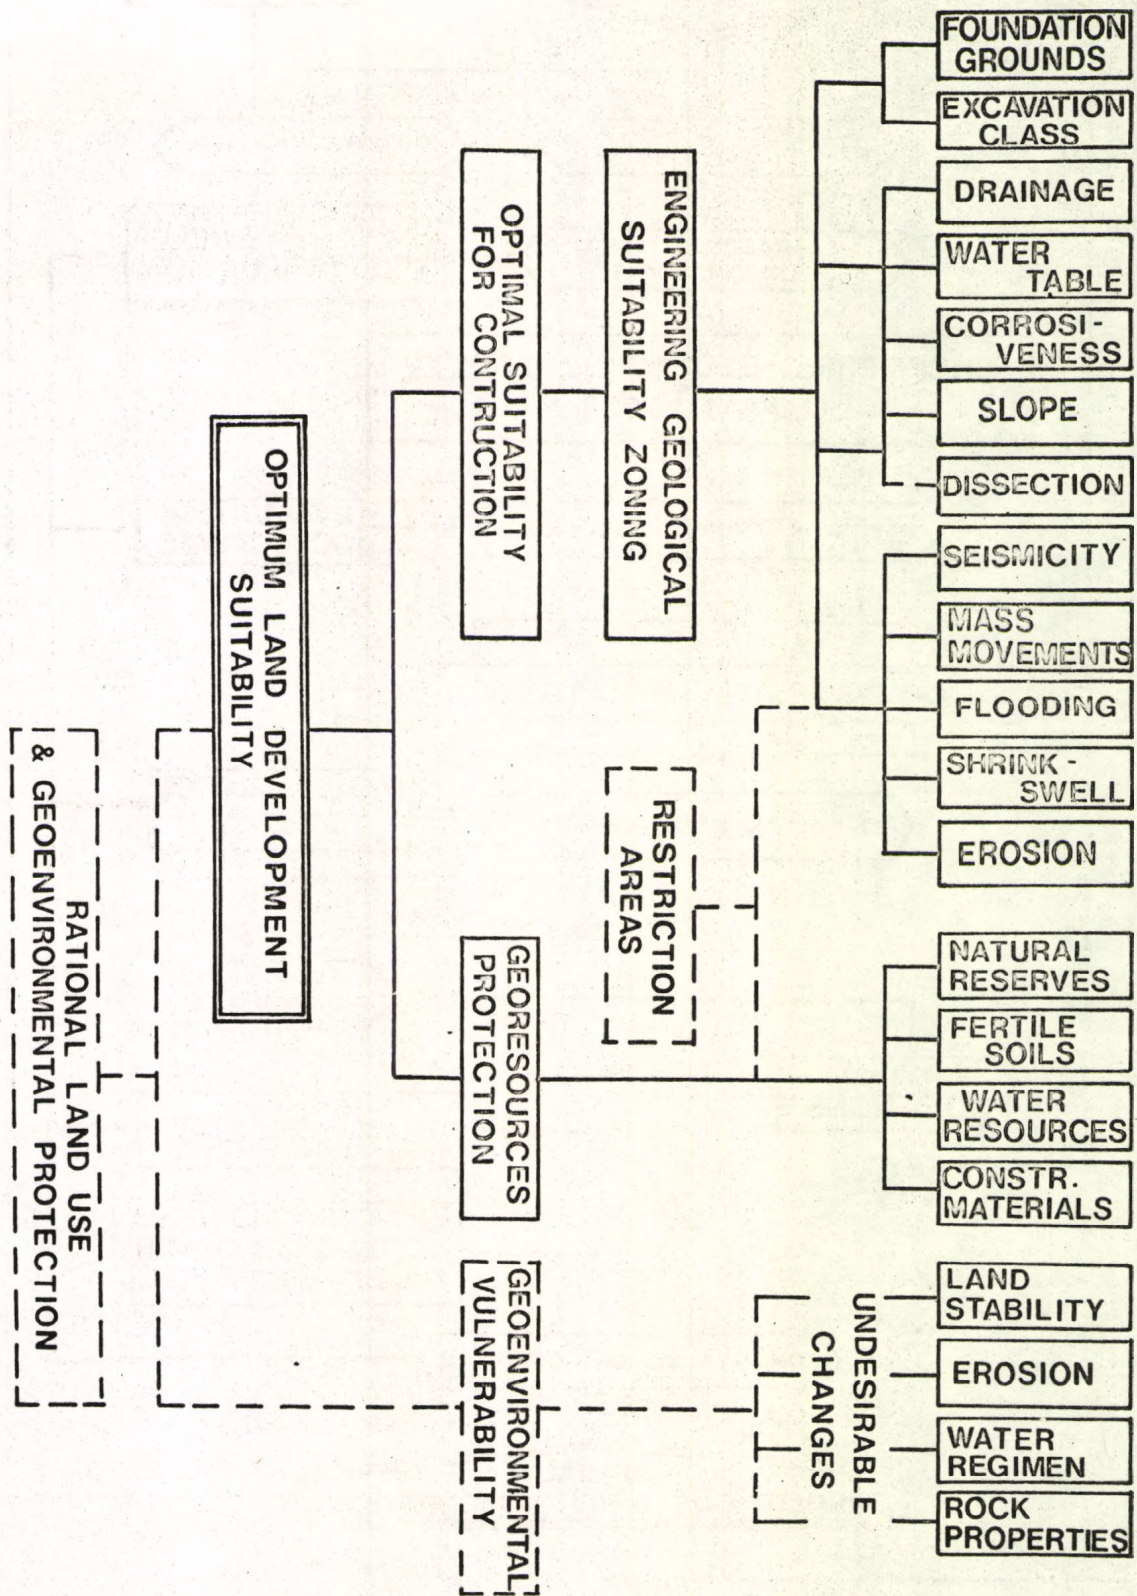 FOUNDATION
GROUNDS
EXCAVATION
CLASS
DRAINAGE
WATER
TABLE
CORROSI-
VENESS
SLOPE
DISSECTION
SEISMICITY
MASS
MOVEMENTS
FLOODING
SHRINK-
SWELL
EROSION
NATURAL
RESERVES
FERTILE
SOILS
WATER
RESOURCES
CONSTR.
MATERIALS
LAND
STABILITY
EROSION
WATER
REGIMEN
ROCK
PROPERTIES
UNDESIRABLE
CHANGES
ENGINEERING GEOLOGICAL
SUITABILITY ZONING
RESTRICTION
AREAS
OPTIMAL SUITABILITY
FOR CONTRUCTION
GEORESOURCES
PROTECTION
GEOENVIRONMENTAL
VULNERABILITY
OPTIMUM LAND DEVELOPMENT
SUITABILITY
RATIONAL LAND USE
& GEOENVIRONMENTAL PROTECTION